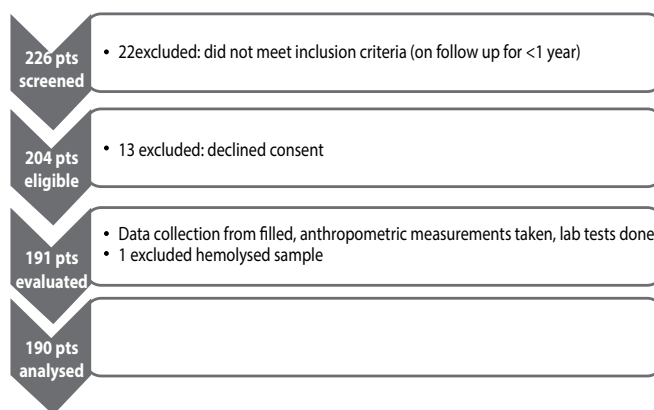 226 pts
screened
• 22excluded: did not meet inclusion criteria (on follow up for <1 year)
204 pts
eligible
• 13 excluded: declined consent
191 pts
evaluated
• Data collection from filled, anthropometric measurements taken, lab tests done
• 1 excluded hemolysed sample
190 pts
analysed